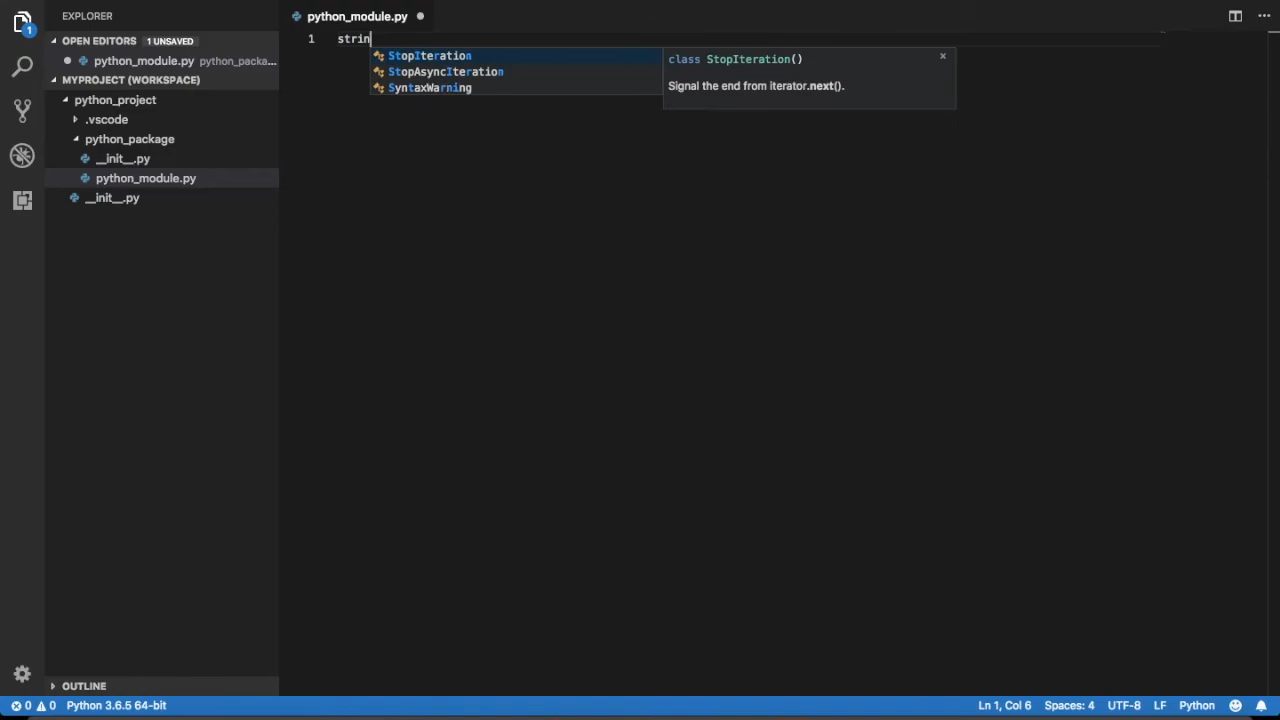 EXPLORER
python_module.py
OPEN EDITORS 1 UNSAVED
python_module.py python_packa...
MYPROJECT (WORKSPACE)
python_project
.vscode
python_package
__init__.py
python_module.py
__init__.py
OUTLINE
1
1 strin
StopIteration
StopAsyncIteration
SyntaxWarning
class StopIteration()
Signal the end from iterator.next().
0 0 Python 3.6.5 64-bit
Ln 1, Col 6 Spaces: 4 UTF-8 LF Python